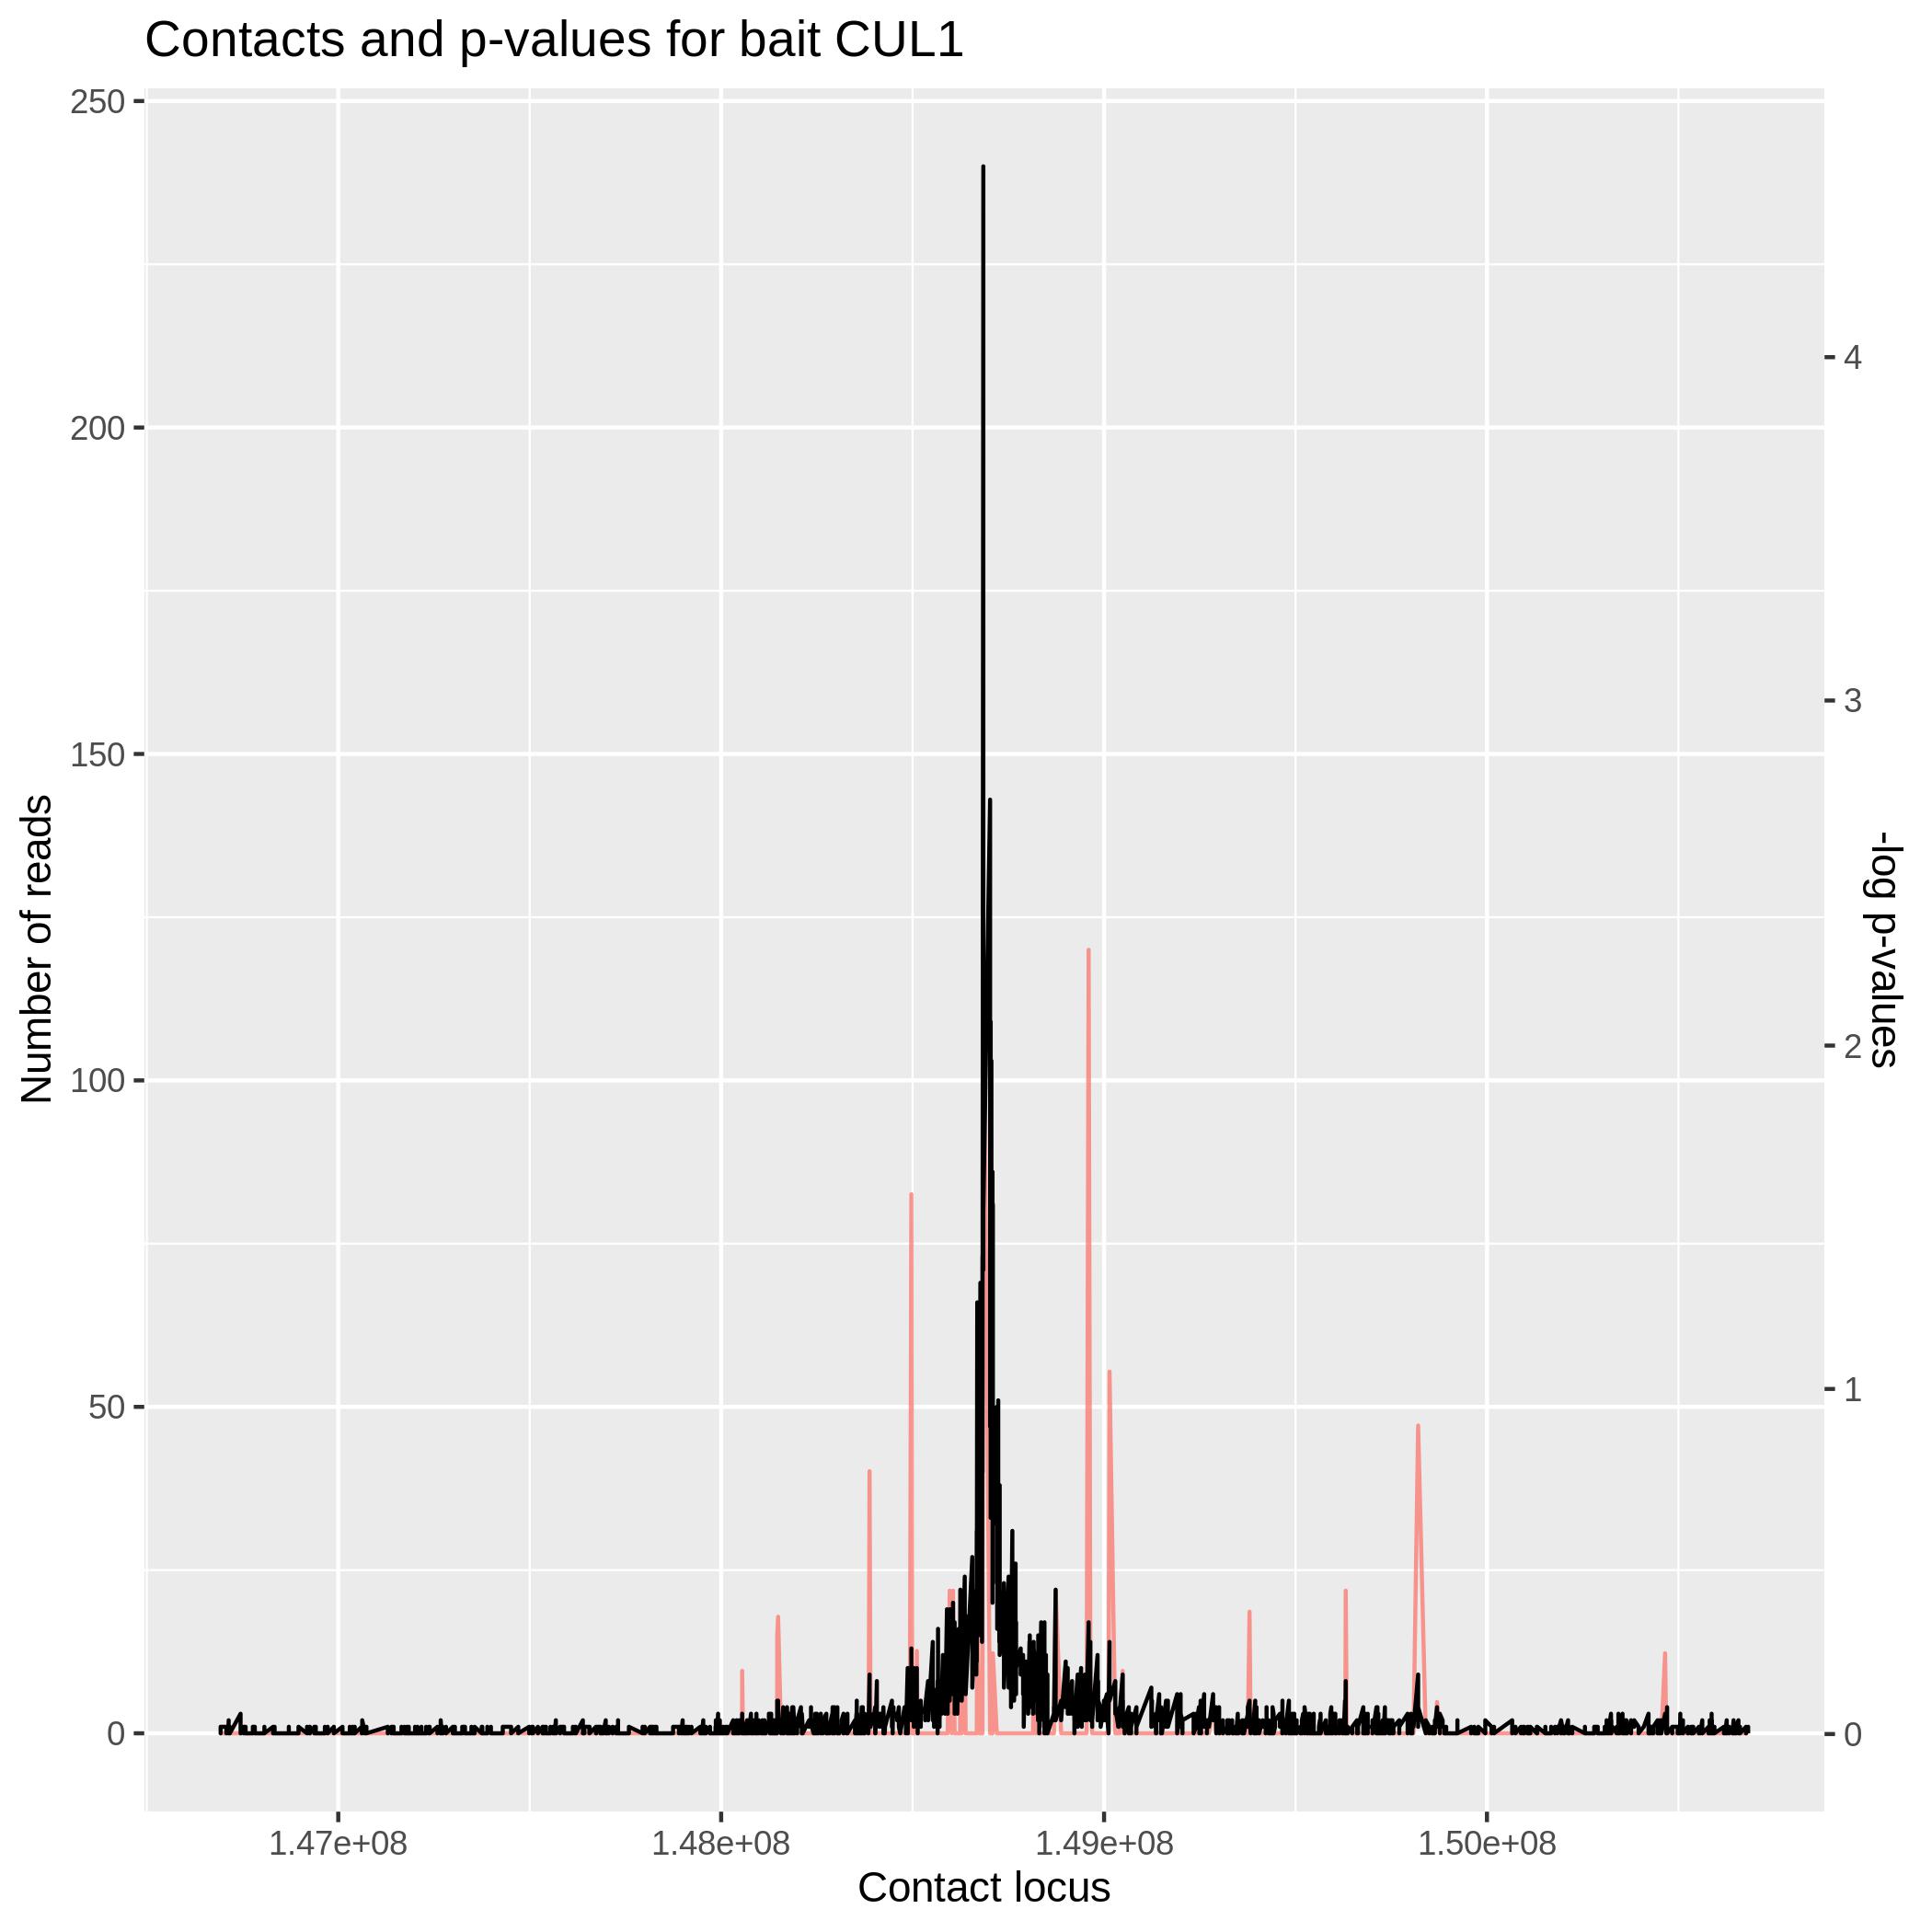 Contacts and p-values for bait CUL1
250
200
150
100
50
0
Number of reads
4
3
2
1
0
-log p-values
1.47e+08 1.48e+08 1.49e+08 1.50e+08
Contact locus